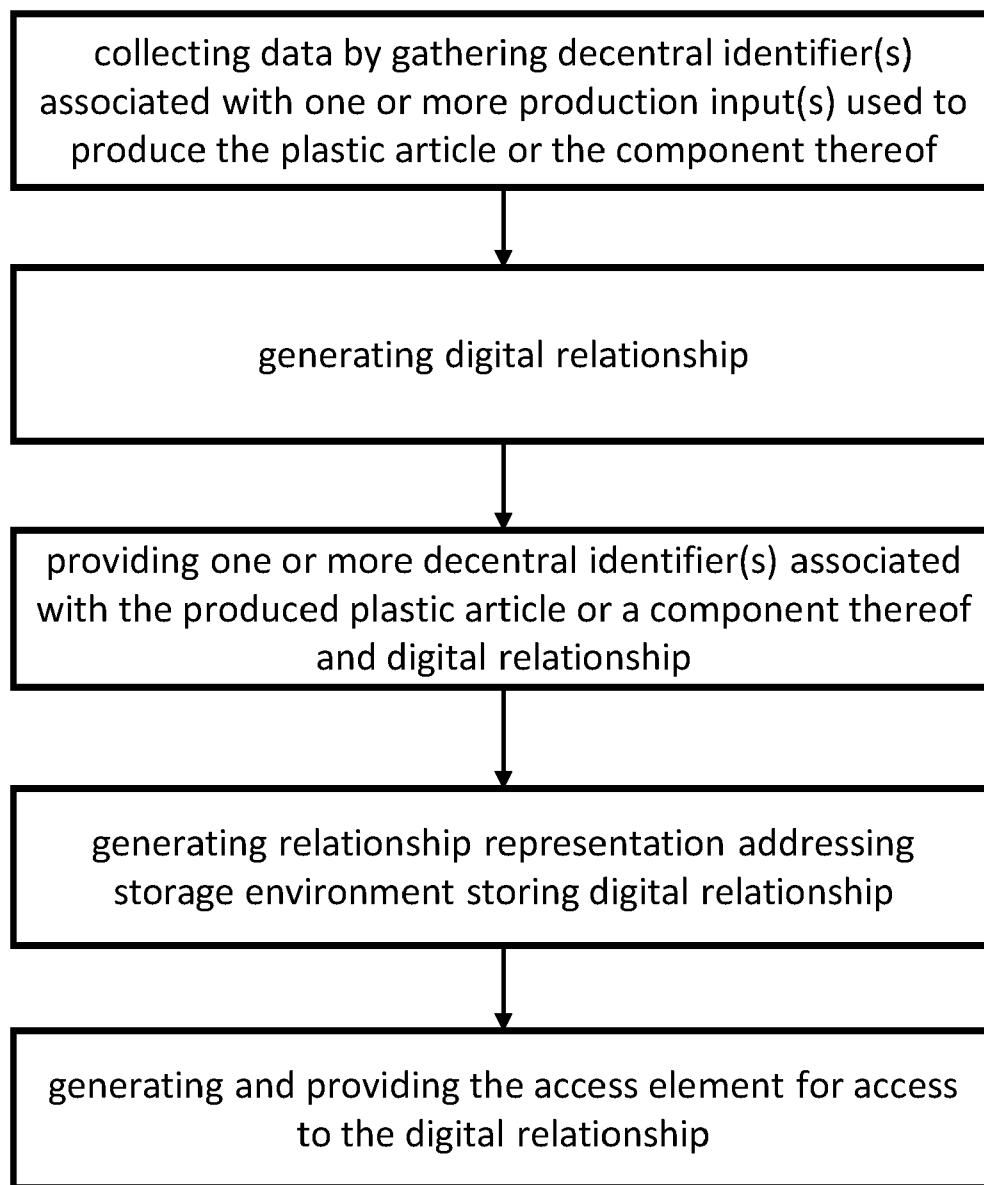 collecting data by gathering decentral identifier(s)
associated with one or more production input(s) used to
produce the plastic article or the component thereof
generating digital relationship
providing one or more decentral identifier(s) associated
with the produced plastic article or a component thereof
and digital relationship
generating relationship representation addressing
storage environment storing digital relationship
generating and providing the access element for access
to the digital relationship